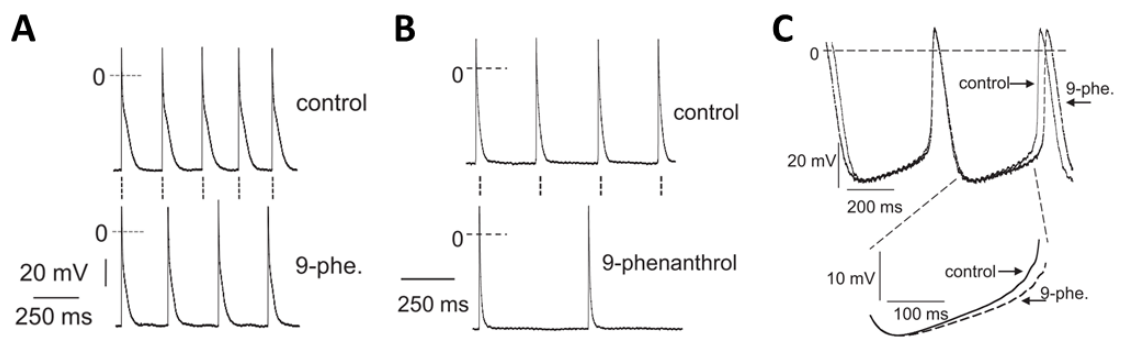 A
0
control
0
9-phe.
20 mV
250 ms
B
0
control
0
9-phenanthrol
250 ms
C
0
control
9-phe.
20 mV
200 ms
10 mV
control
9-phe.
100 ms